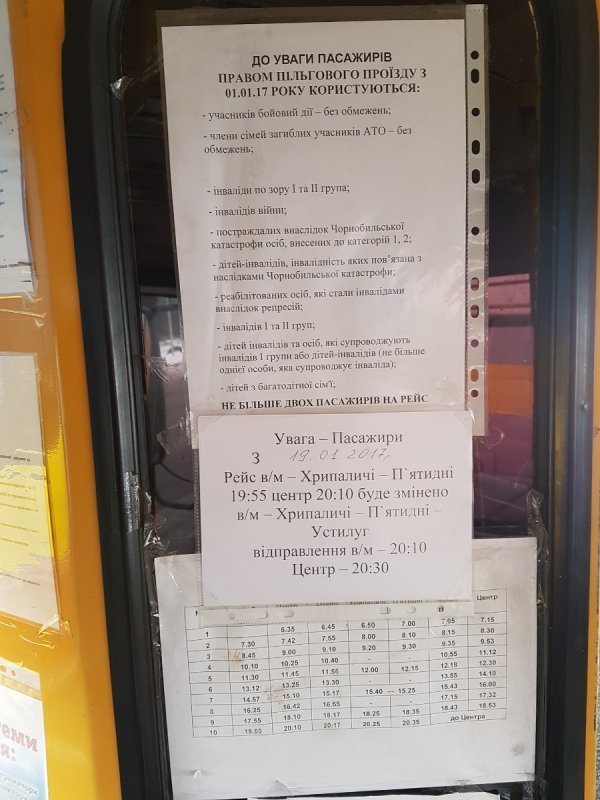 ДО УВАГИ ПАСАЖИРІВ
ПРАВОМ ПІЛЬГОВОГО ПРОЇЗДУ З
01.01.17 РОКУ КОРИСТУЮТЬСЯ:
- учасників бойовий дії – без обмежень;
- члени сімей загиблих учасників АТО – без
обмежень;
- інваліди по зору І та ІІ група;
- інвалідів війни;
- постраждалих внаслідок Чорнобильської
катастрофи осіб, внесених до категорій 1, 2;
- дітей-інвалідів, інвалідність яких пов'язана з
наслідками Чорнобильської катастрофи;
- реабілітованих осіб, які стали інвалідами
внаслідок репресій;
- інвалідів І та ІІ груп;
- дітей інвалідів та осіб, які супроводжують
інвалідів І групи або дітей-інвалідів (не більше
однієї особи, яка супроводжує інваліда);
- дітей з багатодітної сім'ї;
НЕ БІЛЬШЕ ДВОХ ПАСАЖИРІВ НА РЕЙС
Увага – Пасажири
З 19.01 2017р.
Рейс в/м – Хрипаличі – П`ятидні
19:55 центр 20:10 буде змінено
в/м – Хрипаличі – П`ятидні –
Устилуг
відправлення в/м – 20:10
Центр – 20:30
Центр
1 6.35 6.45 6.50 7.00 7.05 7.15
2 7.30 7.42 7.55 8.00 8.10 8.15 8.30
3 8.45 9.00 9.10 9.20 9.30 9.35 9.53
4 10.10 10.25 10.40 - - 10.55 11.12
5 11.30 11.45 11.55 12.00 12.15 12.18 12.30
6 13.12 13.25 13.30 - - 13.55 14.10
7 14.57 15.10 15.17 15.40 --- 15.25 15.43 16.00
8 16.25 16.42 16.55 - - 17.15 17.32
9 17.55 18.10 18.17 18.25 18.35 18.43 18.53
10 19.55 20.10 20.17 20.25 20.35 до Центра